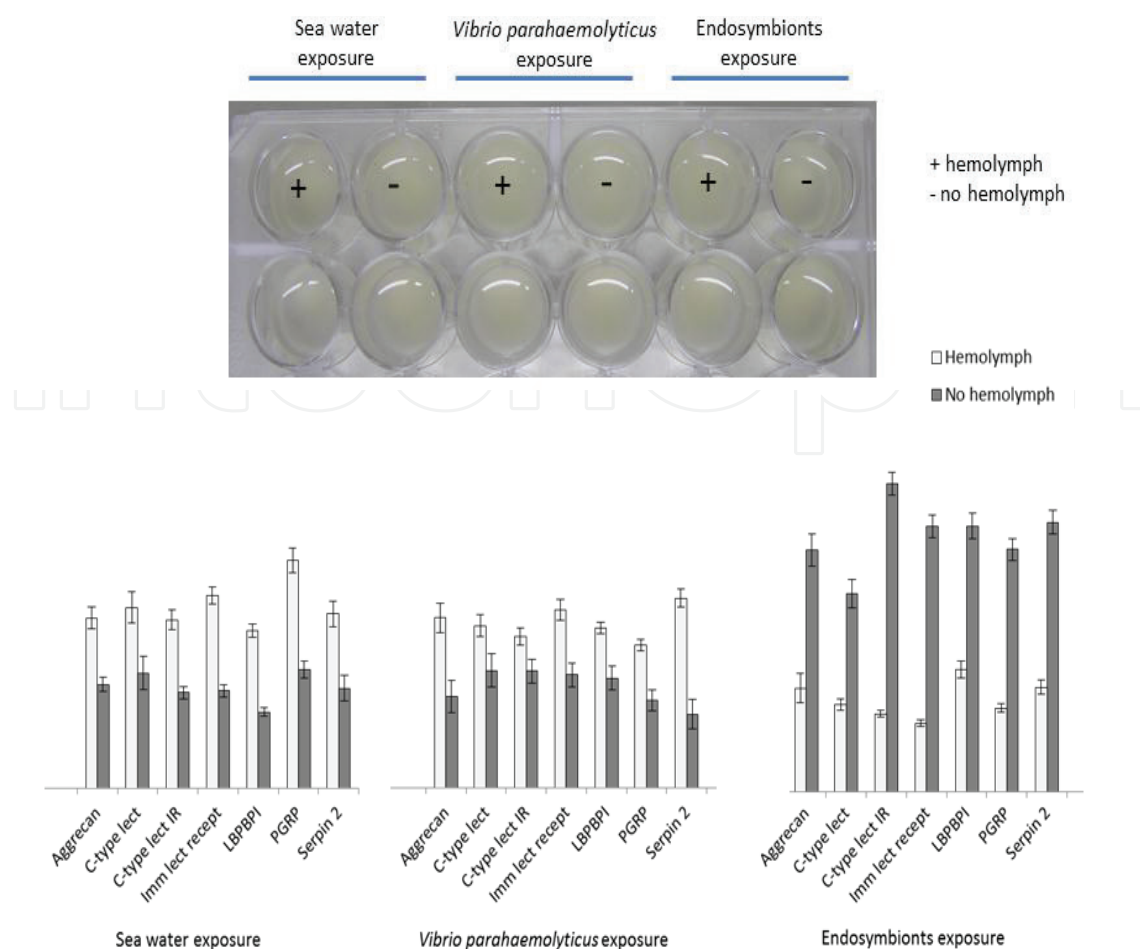 Sea water
exposure
Vibrio parahaemolyticus
exposure
Endosymbionts
exposure
+ - + - + -
+ hemolymph
- no hemolymph
Hemolymph
No hemolymph
Aggrecan
C-type lect
C-type lect IR
Imm lect recept
LBPBPI
PGRP
Serpin 2
Sea water exposure
Aggrecan
C-type lect
C-type lect IR
Imm lect recept
LBPBPI
PGRP
Serpin 2
Vibrio parahaemolyticus exposure
Aggrecan
C-type lect
C-type lect IR
Imm lect recept
LBPBPI
PGRP
Serpin 2
Endosymbionts exposure